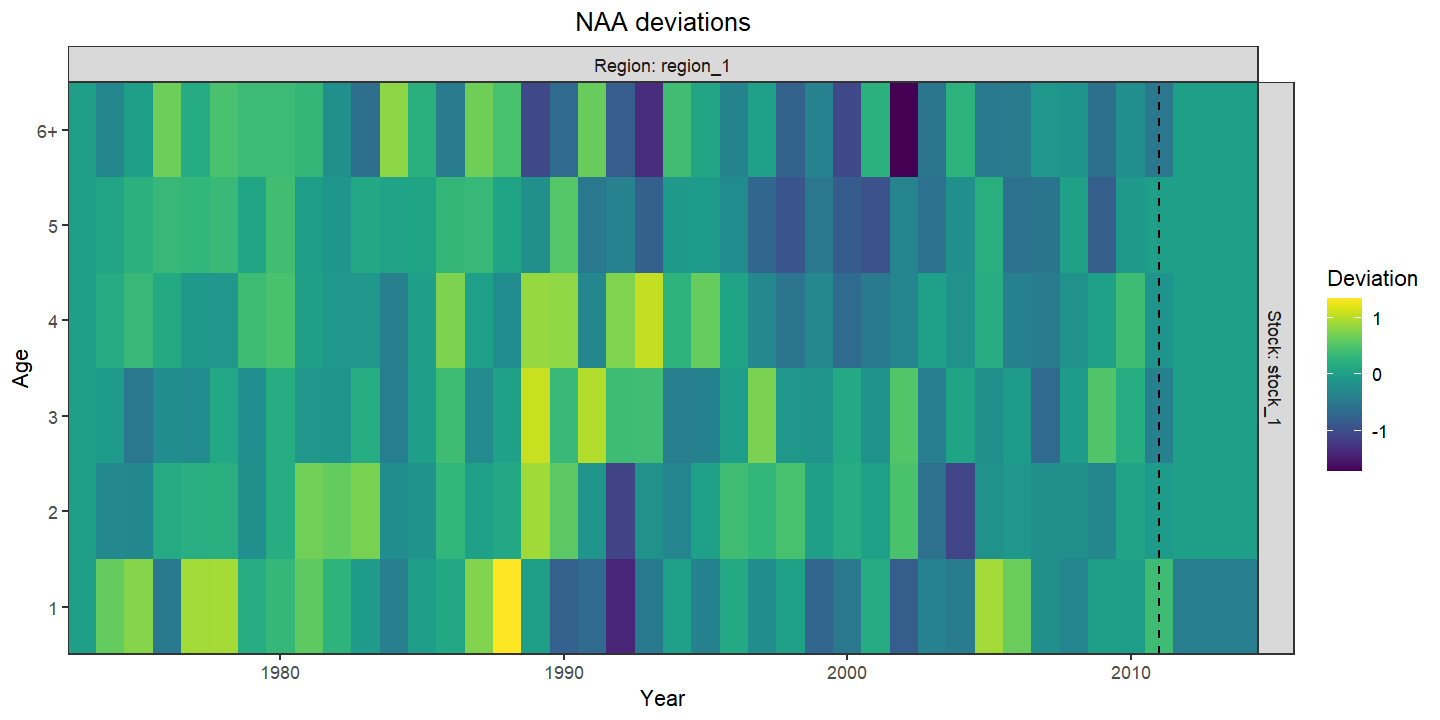 NAA deviations
Region: region_1
6+
5
4
3
2
1
Age
1980
1990
2000
2010
Year
Stock: stock_1
Deviation
1
0
-1